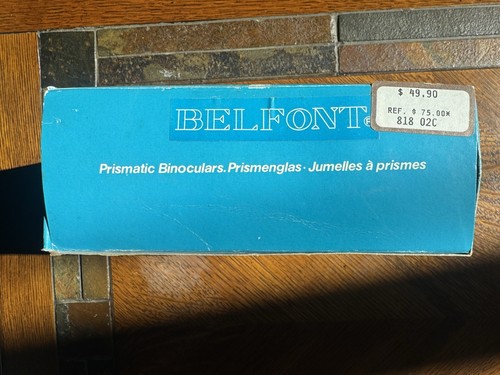 BELFONT®
$ 49.90
REF. $ 75.00*
818 02C
Prismatic Binoculars. Prismenglas · Jumelles à prismes